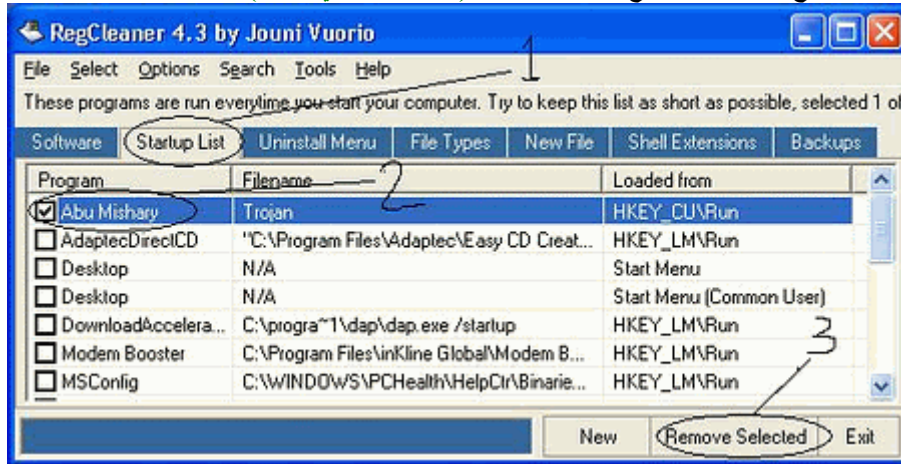 RegCleaner 4.3 by Jouni Vuorio
1
File Select Options Search Tools Help
These programs are run everytime you start your computer. Try to keep this list as short as possible, selected 1 of
Software Startup List Uninstall Menu File Types New File Shell Extensions Backups
Program Filename 2 Loaded from
Abu Mishary Trojan HKEY_CU\Run
AdaptecDirectCD "C:\Program Files\Adaptec\Easy CD Creat... HKEY_LM\Run
Desktop N/A Start Menu
Desktop N/A Start Menu (Common User)
DownloadAccelera... C:\progra~1\dap\dap.exe /startup HKEY_LM\Run
Modem Booster C:\Program Files\inKline Global\Modem B... HKEY_LM\Run
MSConfig C:\WINDOWS\PCHealth\HelpCtr\Binarie... HKEY_LM\Run
3
New Remove Selected Exit